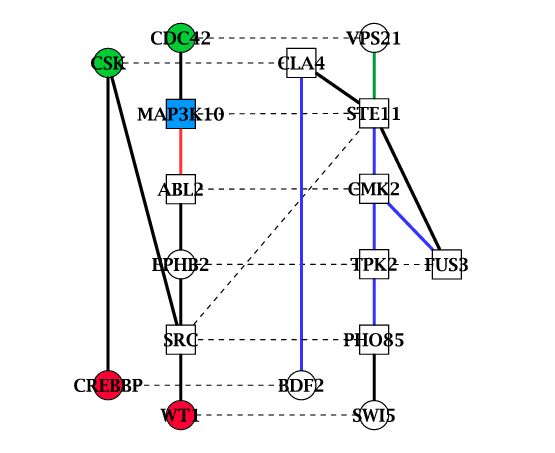 CDC42 VPS21
CSK CLA4
MAP3K10 STE11
ABL2 CMK2
EPHB2 TPK2 FUS3
SRC PHO85
CREBBP BDF2
WT1 SWI5